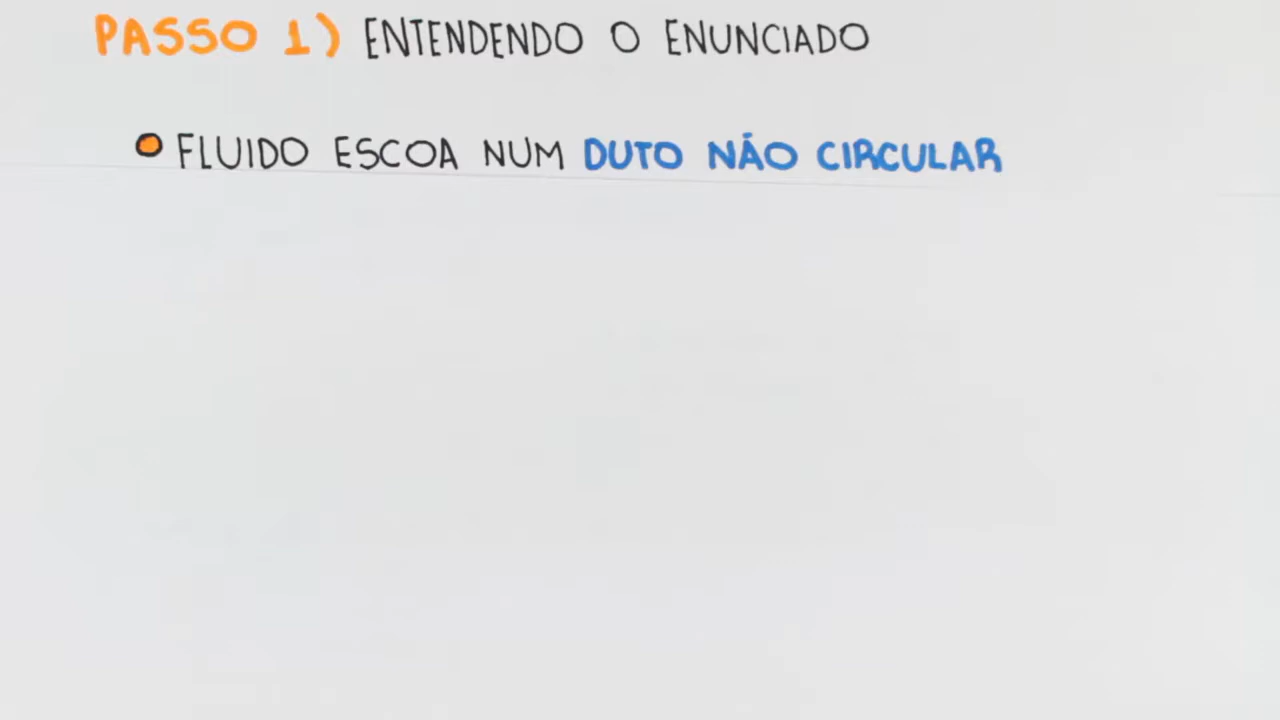 PASSO 1) ENTENDENDO O ENUNCIADO
FLUIDO ESCOA NUM DUTO NÃO CIRCULAR